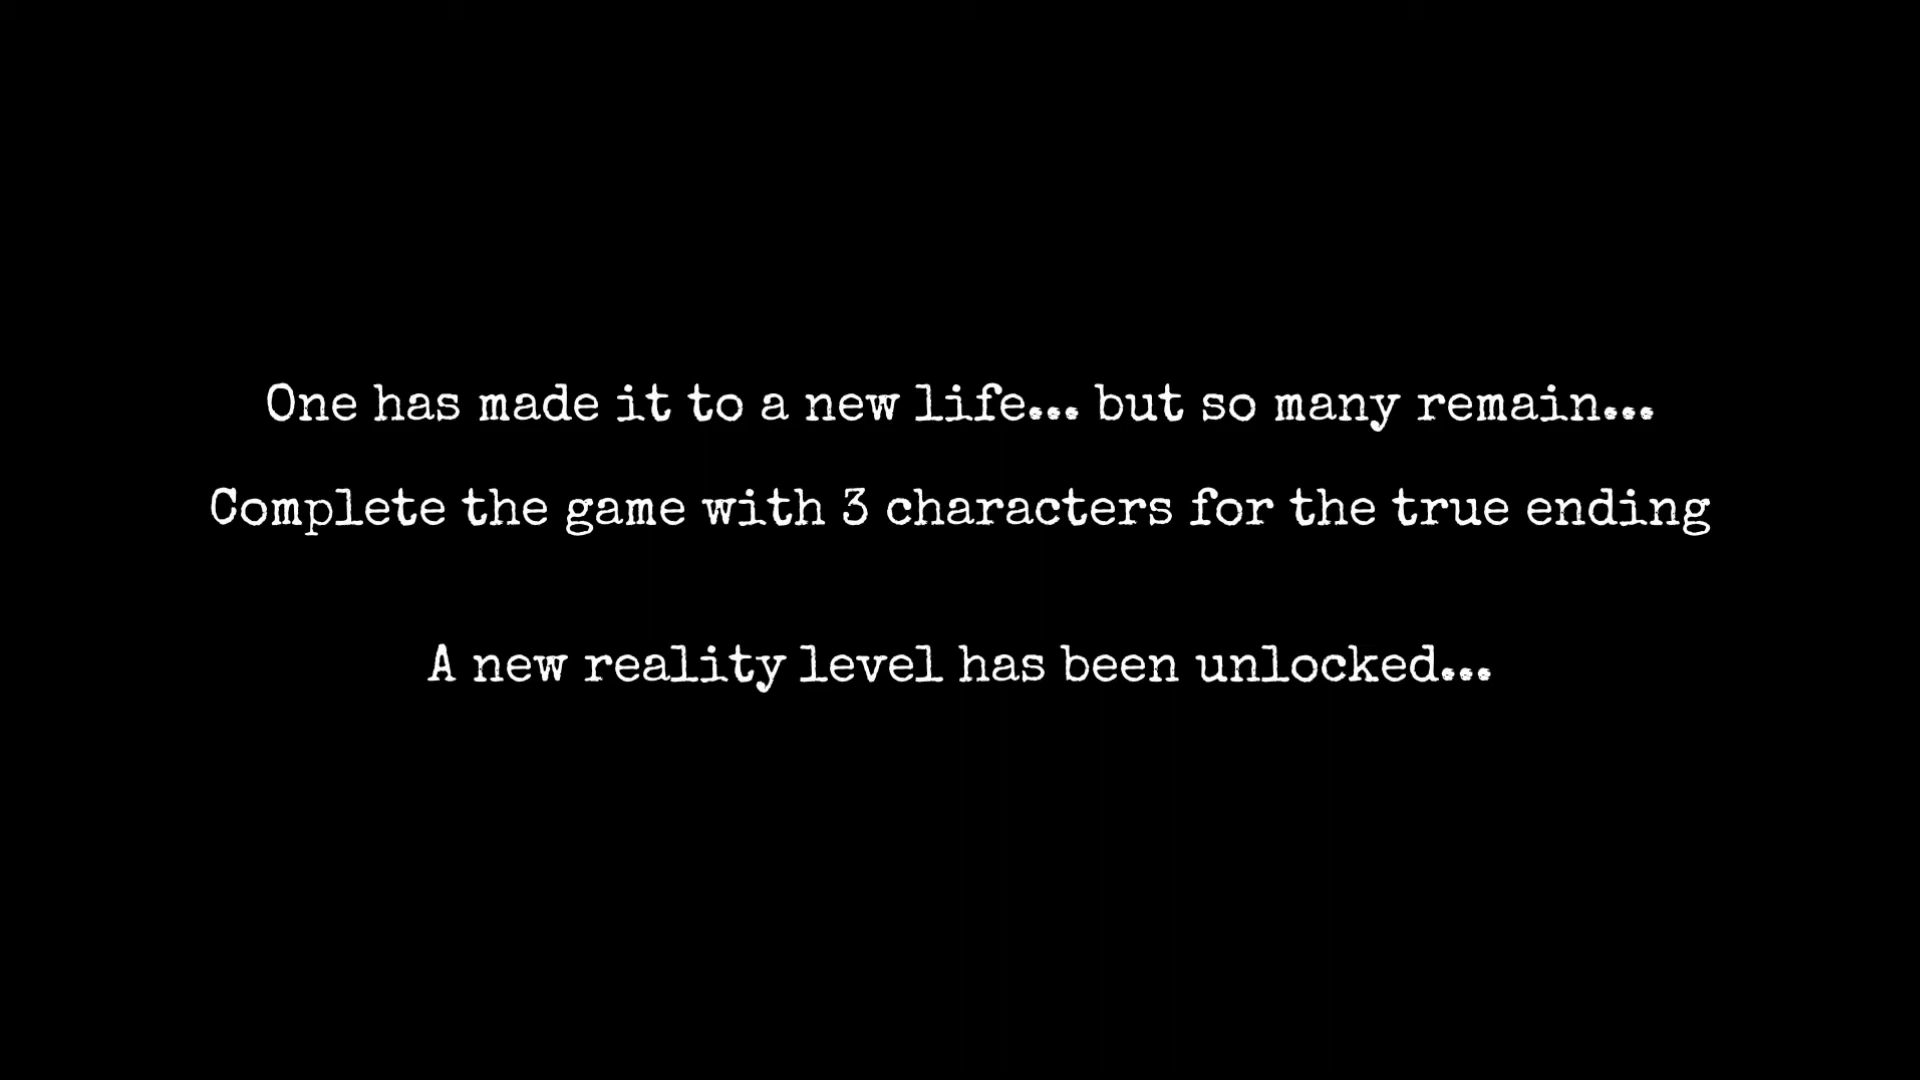 One has made it to a new life... but so many remain...
Complete the game with 3 characters for the true ending
A new reality level has been unlocked...